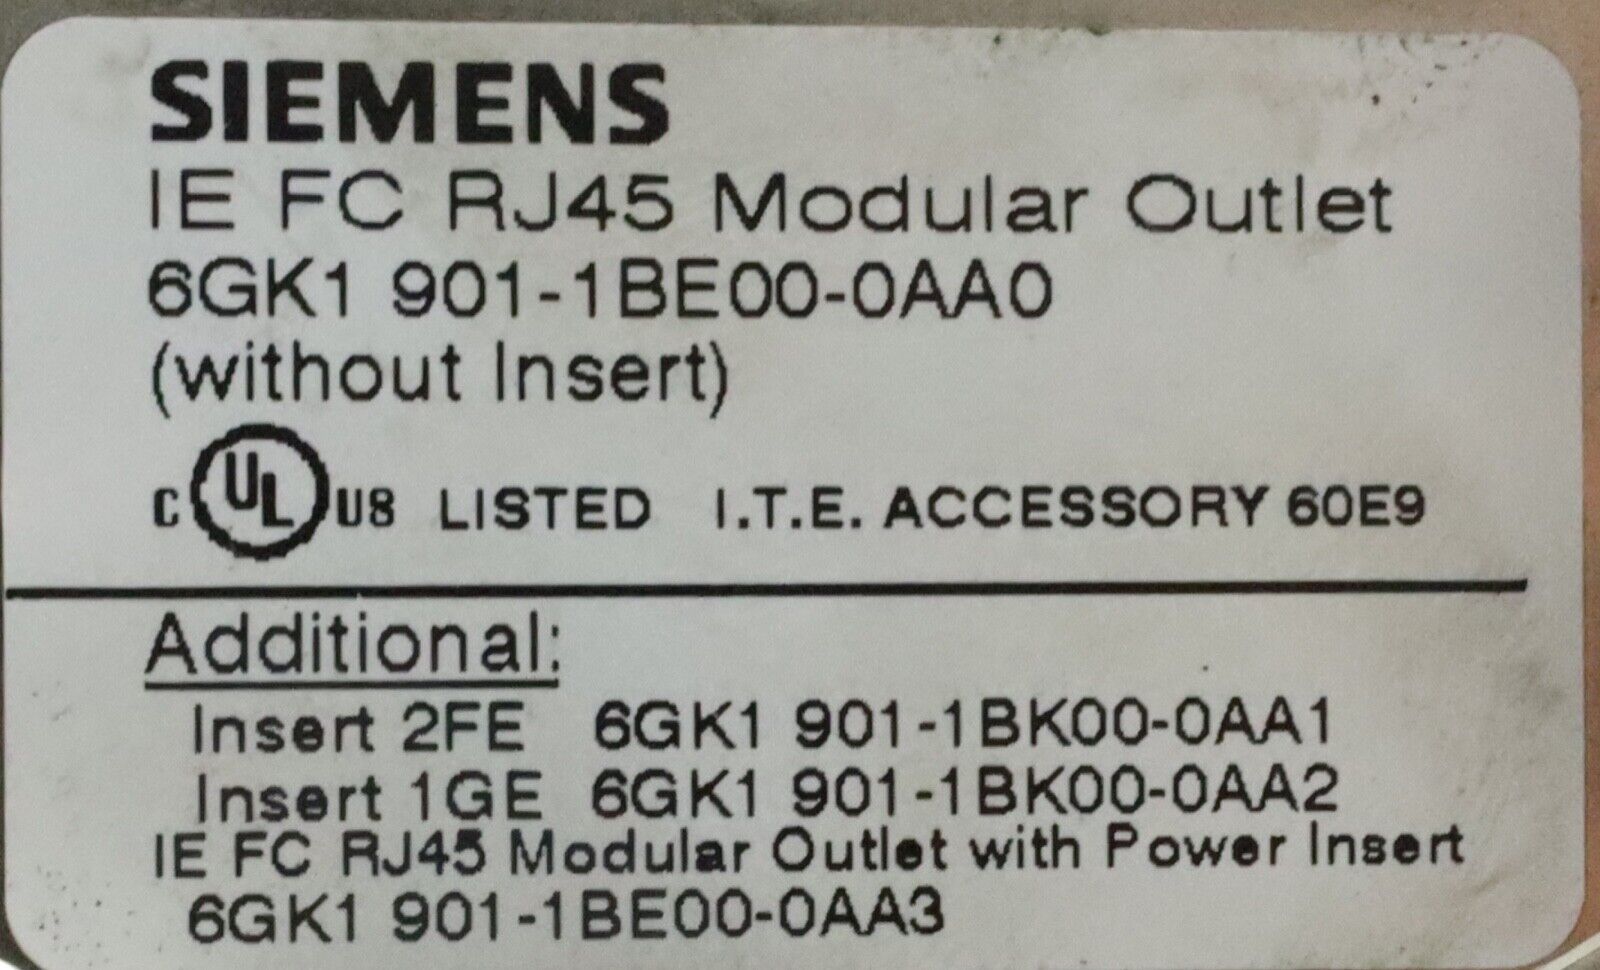 SIEMENS
IE FC RJ45 Modular Outlet
6GK1 901-1BE00-0AA0
(without Insert)
C UL US LISTED I.T.E. ACCESSORY 60E9
Additional:
Insert 2FE 6GK1 901-1BK00-0AA1
Insert 1GE 6GK1 901-1BK00-0AA2
IE FC RJ45 Modular Outlet with Power Insert
6GK1 901-1BE00-0AA3